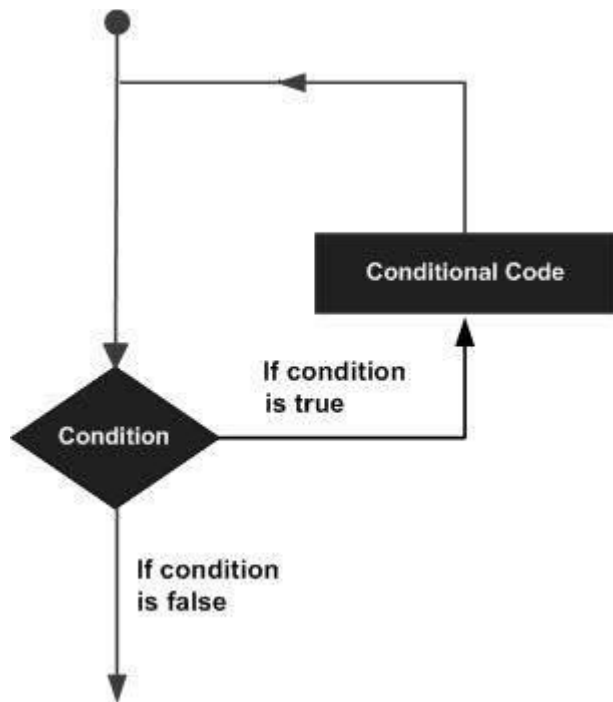 Conditional Code
If condition
is true
Condition
If condition
is false